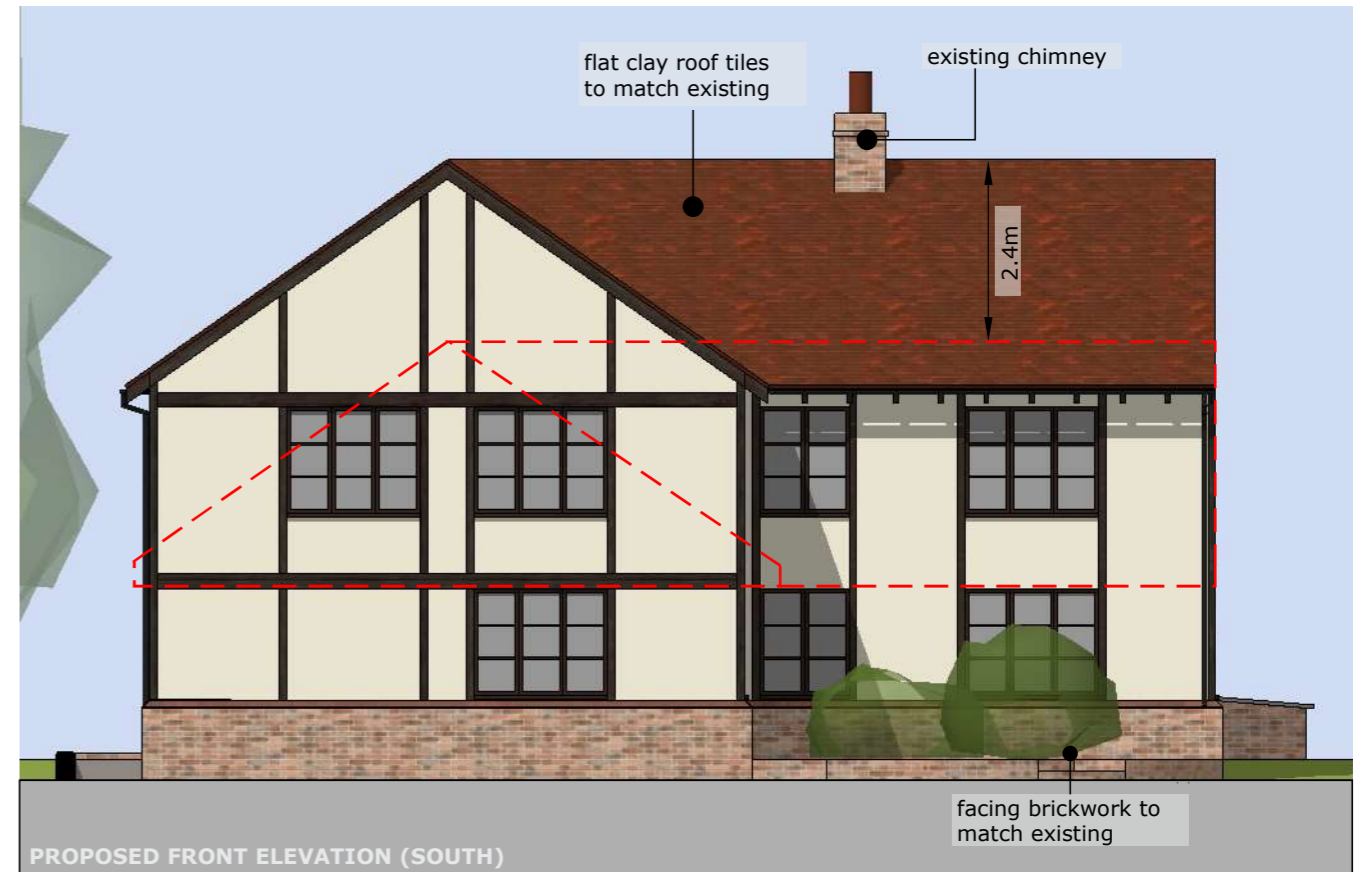 flat clay roof tiles
to match existing
existing chimney
2.4m
facing brickwork to
match existing
PROPOSED FRONT ELEVATION (SOUTH)